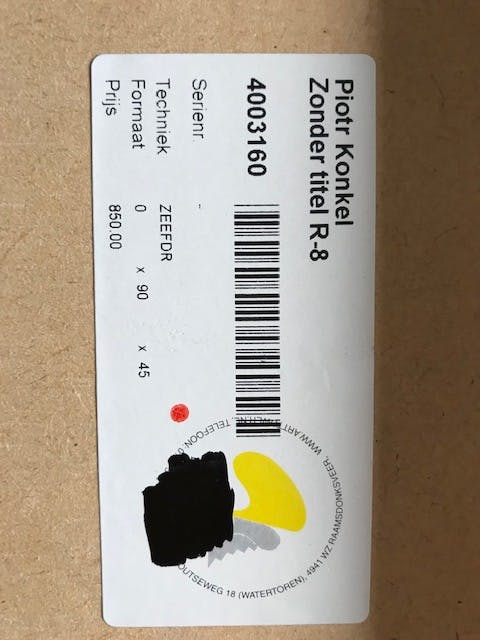 Piotr Konkel
Zonder titel R-8
4003160
Serienr. -
Techniek ZEEFDR
Formaat 0 x 90 x 45
Prijs 850.00
OUTSEWEG 18 (WATERTOREN), 4941 WZ RAAMSDONKSVEER. WWW.ART
TELEFOON